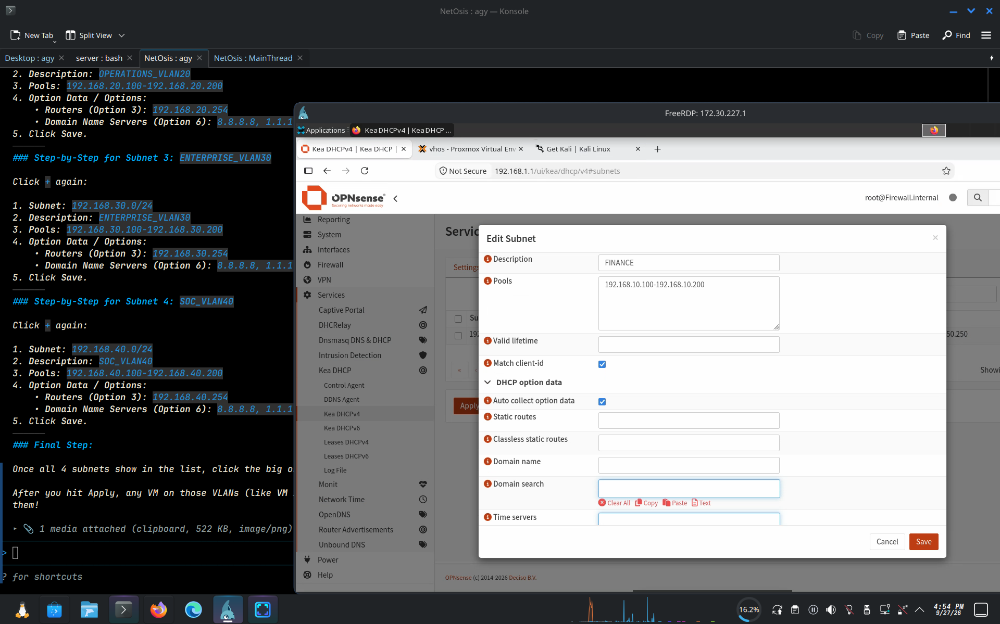 NetOsis : agy — Konsole
New Tab
Split View
Copy
Paste
Find
Desktop : agy
server : bash
NetOsis : agy
NetOsis : MainThread
2. Description: OPERATIONS_VLAN20
3. Pools: 192.168.20.100-192.168.20.200
4. Option Data / Options:
• Routers (Option 3): 192.168.20.254
• Domain Name Servers (Option 6): 8.8.8.8, 1.1.1
5. Click Save.
### Step-by-Step for Subnet 3: ENTERPRISE_VLAN30
Click + again:
1. Subnet: 192.168.30.0/24
2. Description: ENTERPRISE_VLAN30
3. Pools: 192.168.30.100-192.168.30.200
4. Option Data / Options:
• Routers (Option 3): 192.168.30.254
• Domain Name Servers (Option 6): 8.8.8.8, 1.1.1
5. Click Save.
### Step-by-Step for Subnet 4: SOC_VLAN40
Click + again:
1. Subnet: 192.168.40.0/24
2. Description: SOC_VLAN40
3. Pools: 192.168.40.100-192.168.40.200
4. Option Data / Options:
• Routers (Option 3): 192.168.40.254
• Domain Name Servers (Option 6): 8.8.8.8, 1.1.1
5. Click Save.
### Final Step:
Once all 4 subnets show in the list, click the big o
After you hit Apply, any VM on those VLANs (like VM
them!
1 media attached (clipboard, 522 KB, image/png)
>
? for shortcuts
FreeRDP: 172.30.227.1
Applications
Kea DHCPv4 | Kea DHCP ...
Kea DHCPv4 | Kea DHCP |
vhos - Proxmox Virtual Env
Get Kali | Kali Linux
Not Secure
192.168.1.1/ui/kea/dhcp/v4#subnets
OPNsense®
Securing networks made easy
root@Firewall.internal
Reporting
System
Interfaces
Firewall
VPN
Services
Captive Portal
DHCRelay
Dnsmasq DNS & DHCP
Intrusion Detection
Kea DHCP
Control Agent
DDNS Agent
Kea DHCPv4
Kea DHCPv6
Leases DHCPv4
Leases DHCPv6
Log File
Monit
Network Time
OpenDNS
Router Advertisements
Unbound DNS
Power
Help
Servic
Settings
Su
192
50.250
«
‹
Showi
Apply
Edit Subnet
×
Description
FINANCE
Pools
192.168.10.100-192.168.10.200
Valid lifetime
Match client-id
DHCP option data
Auto collect option data
Static routes
Classless static routes
Domain name
Domain search
Clear All
Copy
Paste
Text
Time servers
Cancel
Save
OPNsense (c) 2014-2026 Deciso B.V.
16.2%
4:54 PM
9/27/26